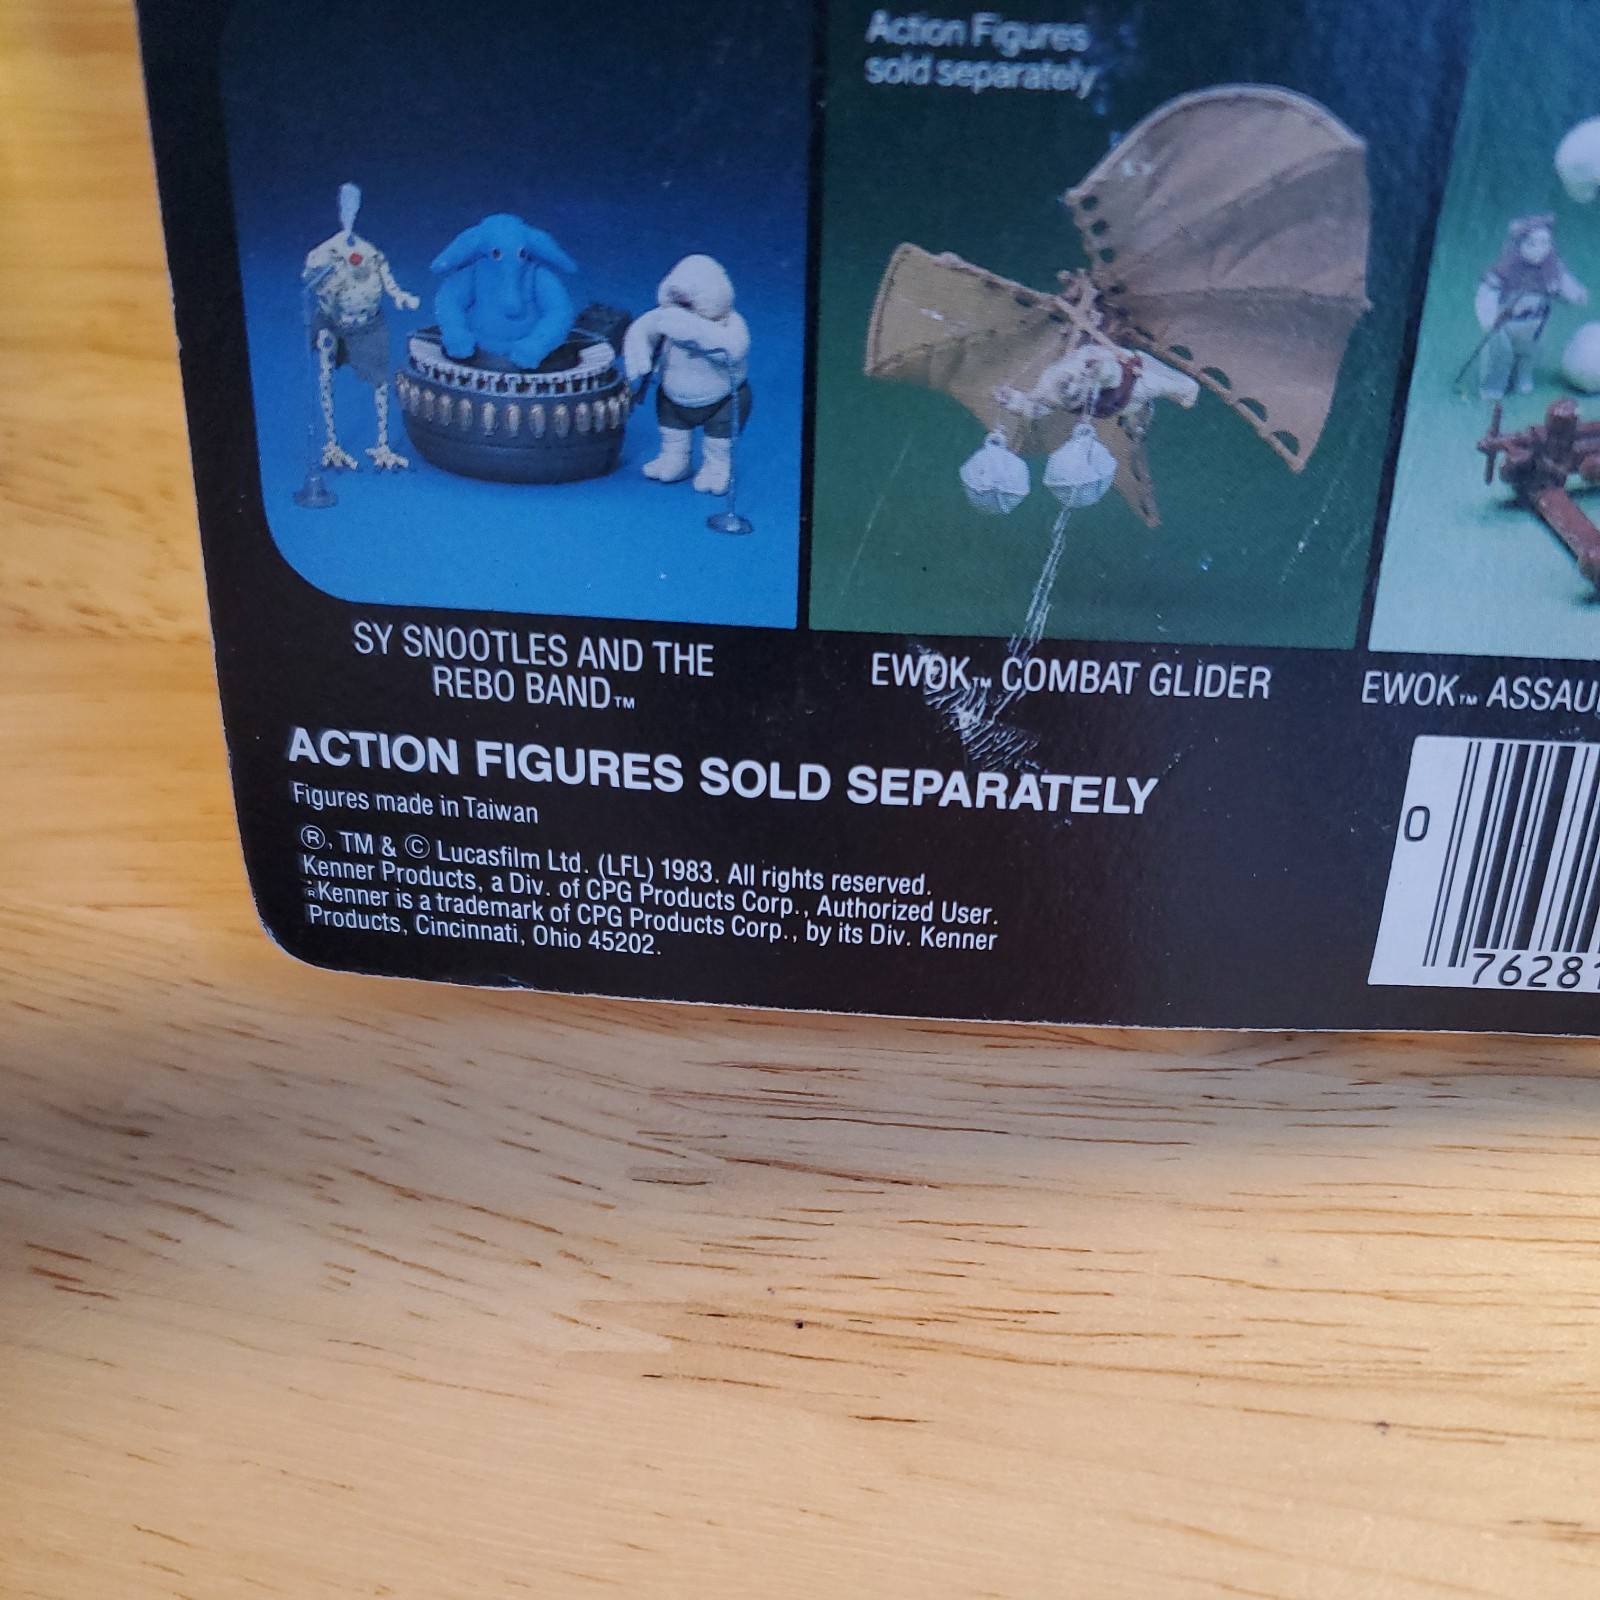 Action Figures
sold separately
SY SNOOTLES AND THE
REBO BAND™
EWOK™ COMBAT GLIDER
EWOK™ ASSAU
ACTION FIGURES SOLD SEPARATELY
Figures made in Taiwan
®, TM & © Lucasfilm Ltd. (LFL) 1983. All rights reserved.
Kenner Products, a Div. of CPG Products Corp., Authorized User.
®Kenner is a trademark of CPG Products Corp., by its Div. Kenner
Products, Cincinnati, Ohio 45202.
0
76281